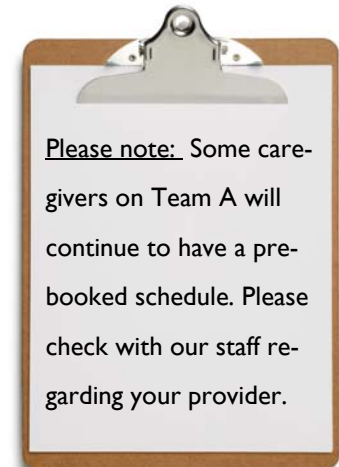 Please note: Some care-
givers on Team A will
continue to have a pre-
booked schedule. Please
check with our staff re-
garding your provider.